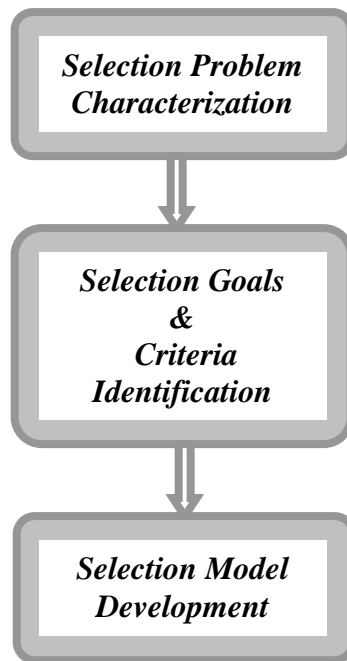 Selection Problem
Characterization
Selection Goals
&
Criteria
Identification
Selection Model
Development